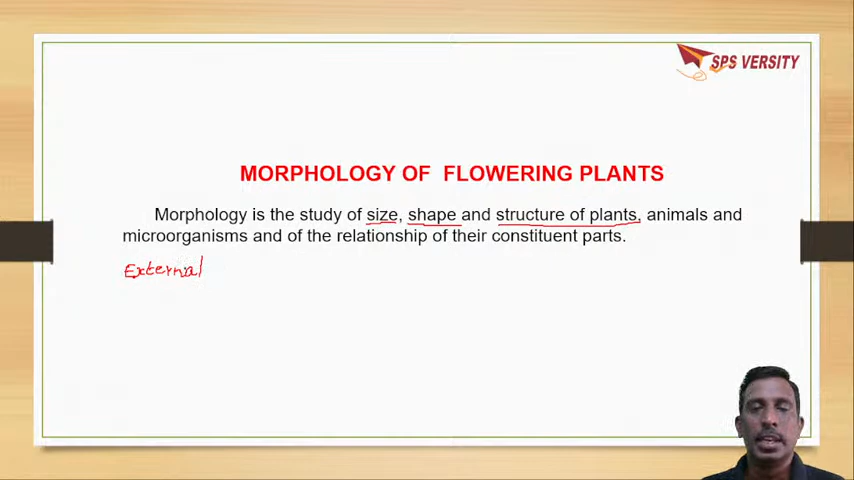 SPS VERSITY
MORPHOLOGY OF FLOWERING PLANTS
Morphology is the study of size, shape and structure of plants, animals and
microorganisms and of the relationship of their constituent parts.
External